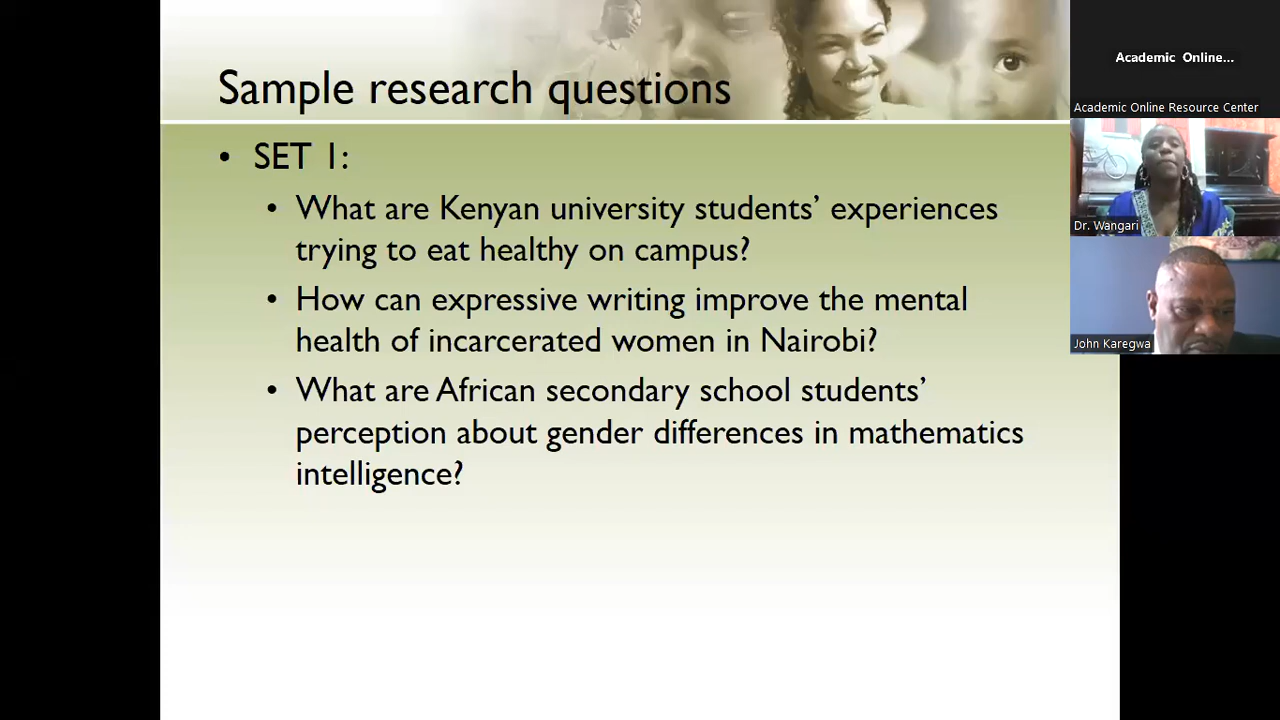 Sample research questions
• SET 1:
• What are Kenyan university students’ experiences
trying to eat healthy on campus?
• How can expressive writing improve the mental
health of incarcerated women in Nairobi?
• What are African secondary school students’
perception about gender differences in mathematics
intelligence?
Academic Online...
Academic Online Resource Center
Dr. Wangari
John Karegwa